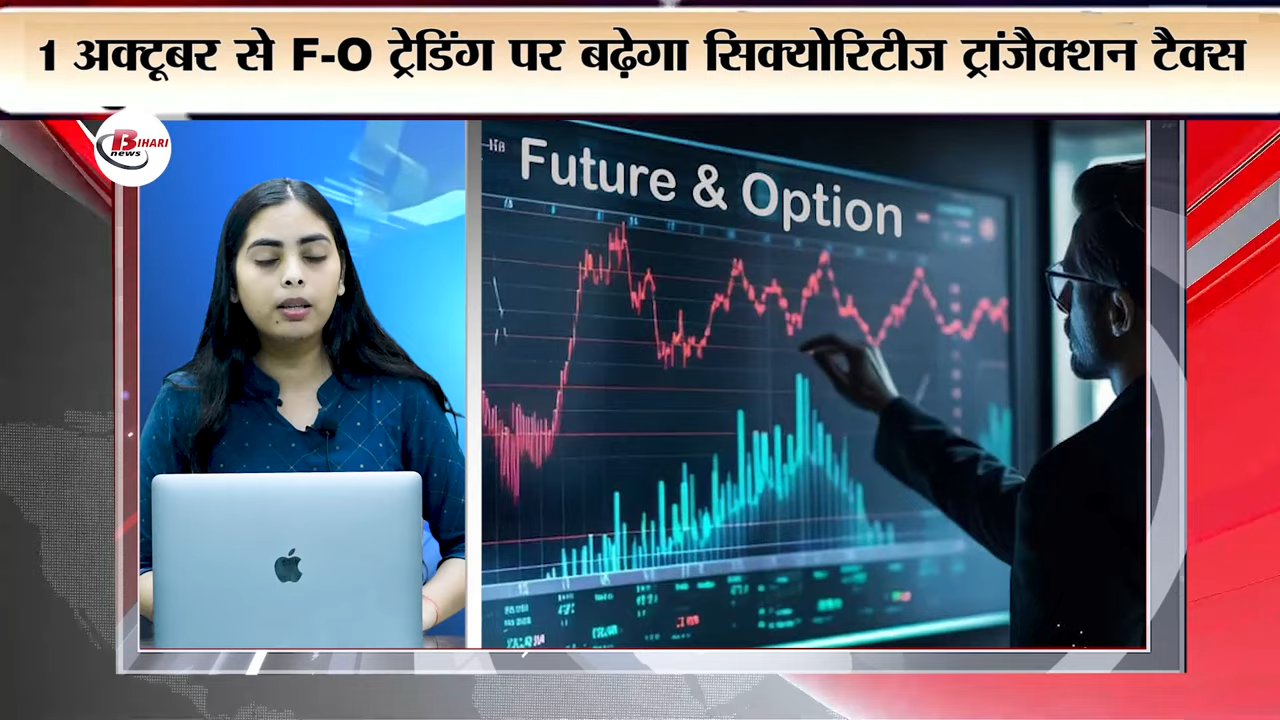 1 अक्टूबर से F-O ट्रेडिंग पर बढ़ेगा सिक्योरिटीज ट्रांजैक्शन टैक्स
BIHARI
news
Future & Option